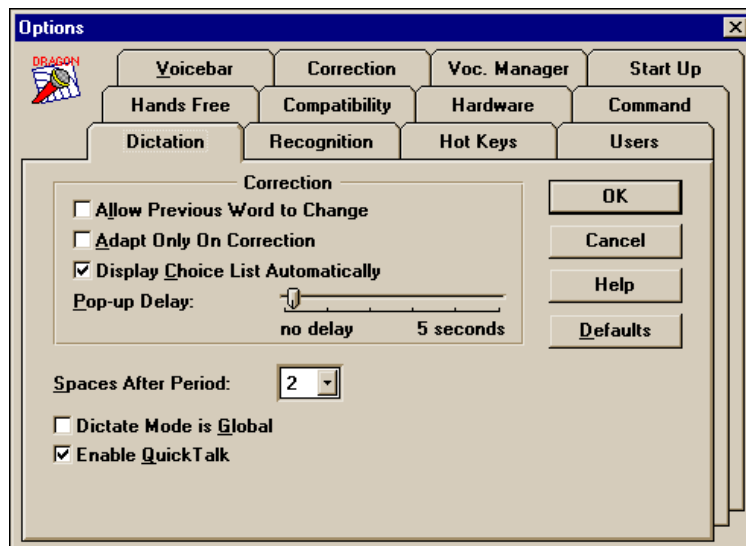 Options
DRAGON
Voicebar Correction Voc. Manager Start Up
Hands Free Compatibility Hardware Command
Dictation Recognition Hot Keys Users
Correction
Allow Previous Word to Change
Adapt Only On Correction
Display Choice List Automatically
Pop-up Delay:
no delay 5 seconds
OK
Cancel
Help
Defaults
Spaces After Period: 2
Dictate Mode is Global
Enable QuickTalk